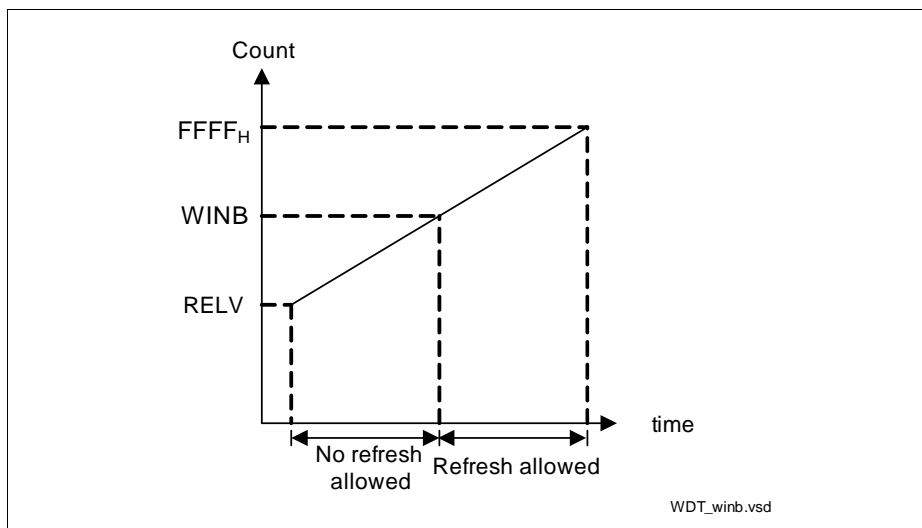 Count
FFFFH
WINB
RELV
time
No refresh
allowed
Refresh allowed
WDT_winb.vsd